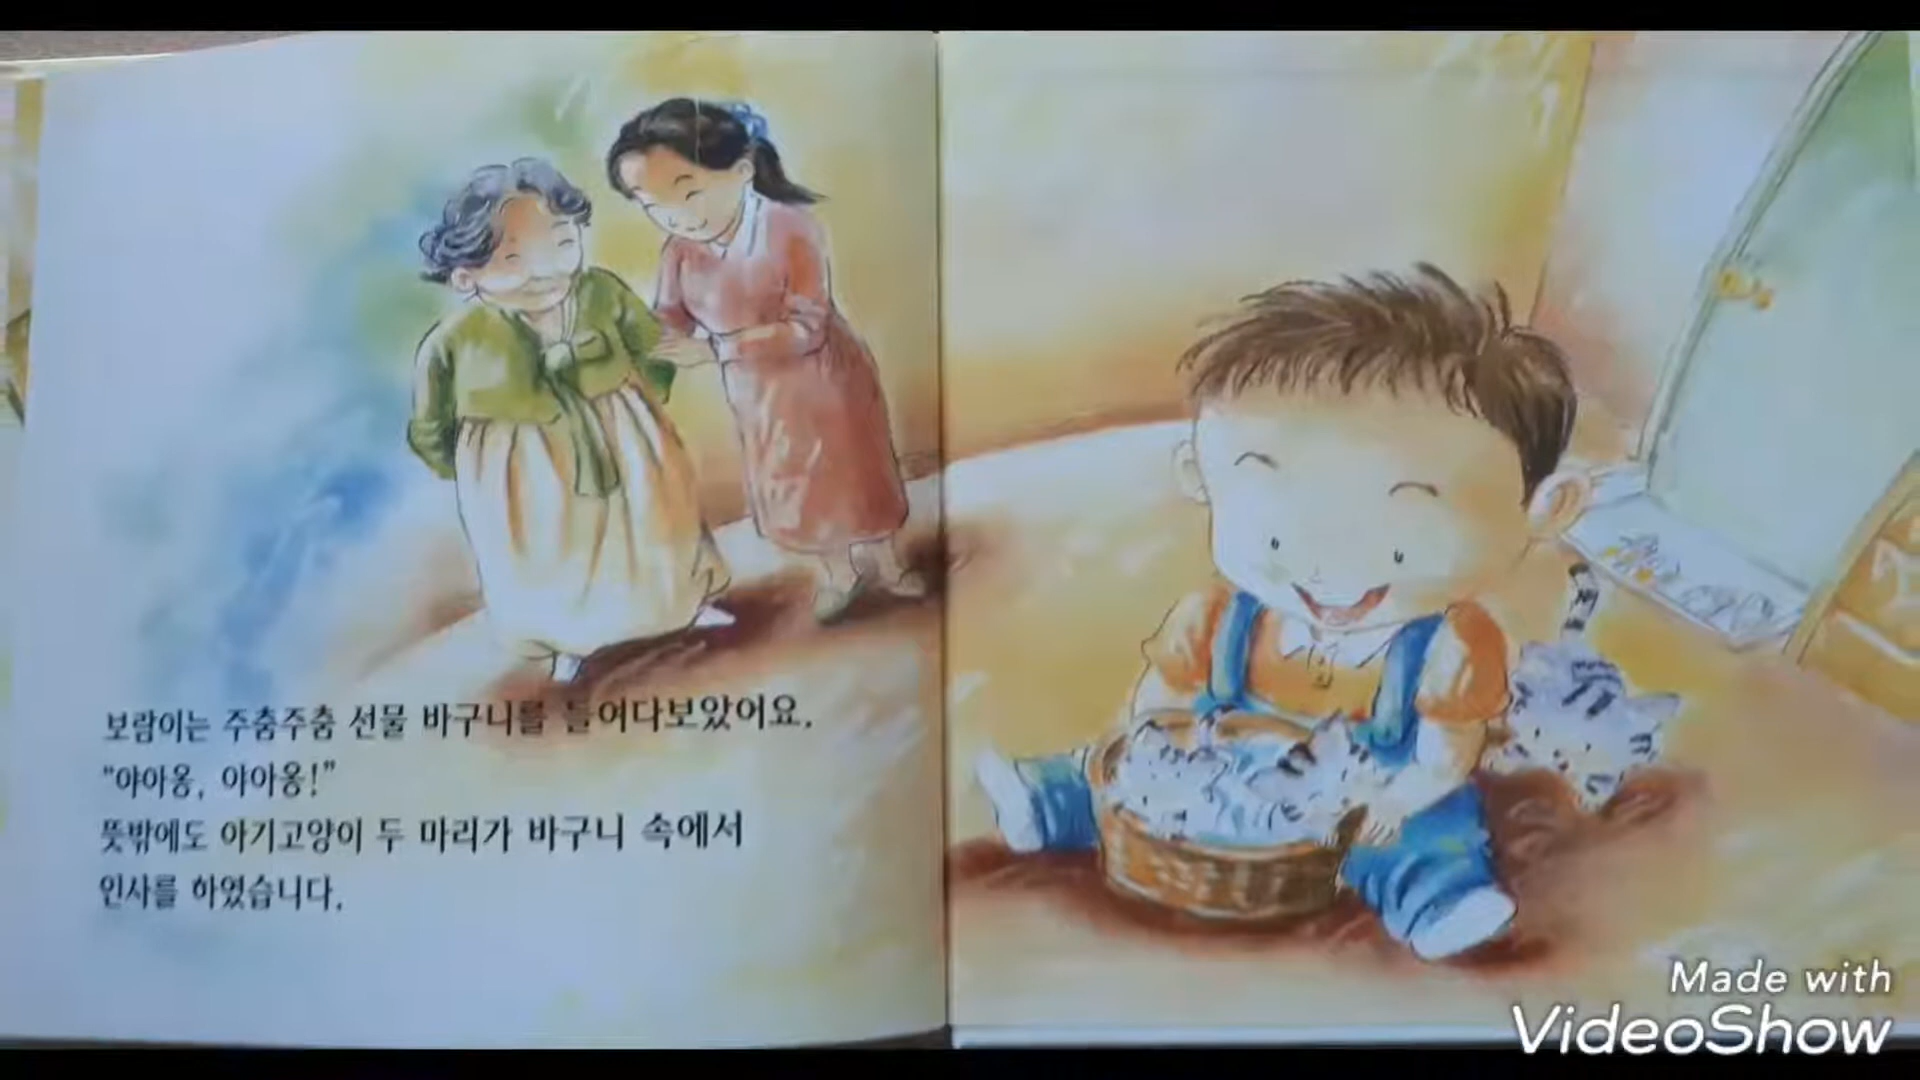 보람이는 주춤주춤 선물 바구니를 들여다보았어요.
“야아옹, 야아옹!”
뜻밖에도 아기고양이 두 마리가 바구니 속에서
인사를 하였습니다.
Made with
VideoShow